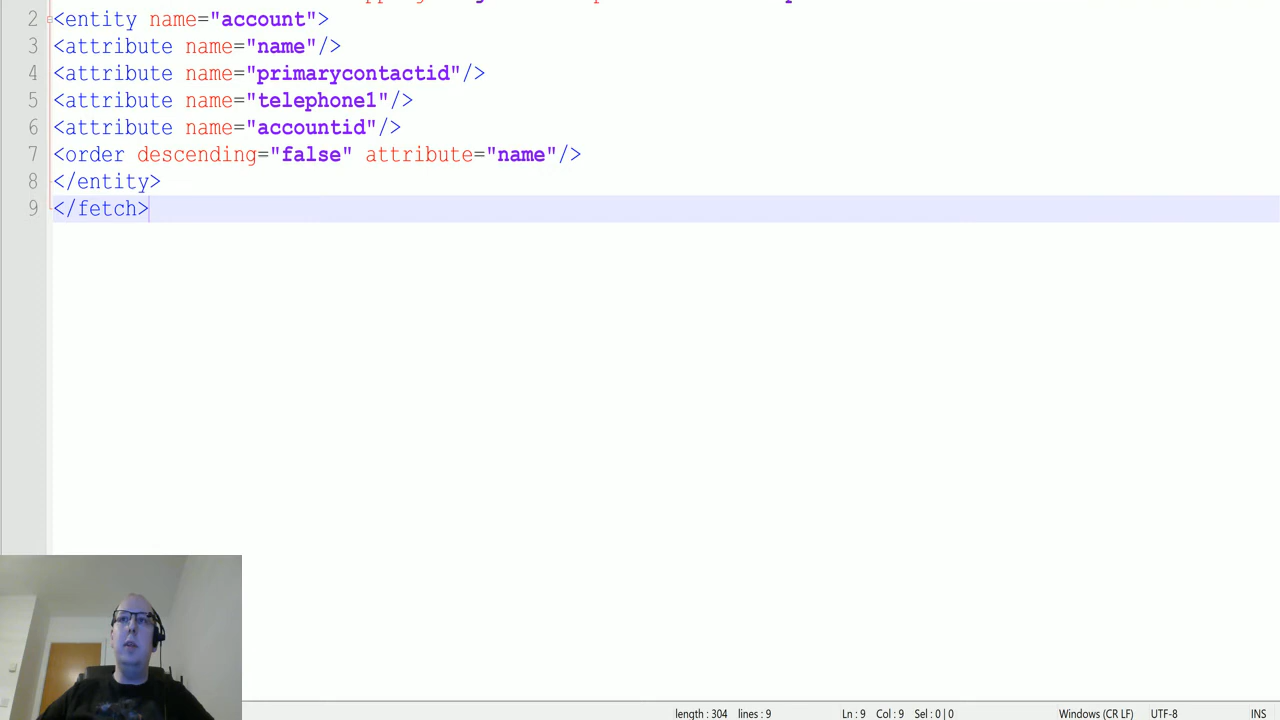 2 <entity name="account">
3 <attribute name="name"/>
4 <attribute name="primarycontactid"/>
5 <attribute name="telephone1"/>
6 <attribute name="accountid"/>
7 <order descending="false" attribute="name"/>
8 </entity>
9 </fetch>
length : 304 lines : 9 Ln : 9 Col : 9 Sel : 0 | 0 Windows (CR LF) UTF-8 INS